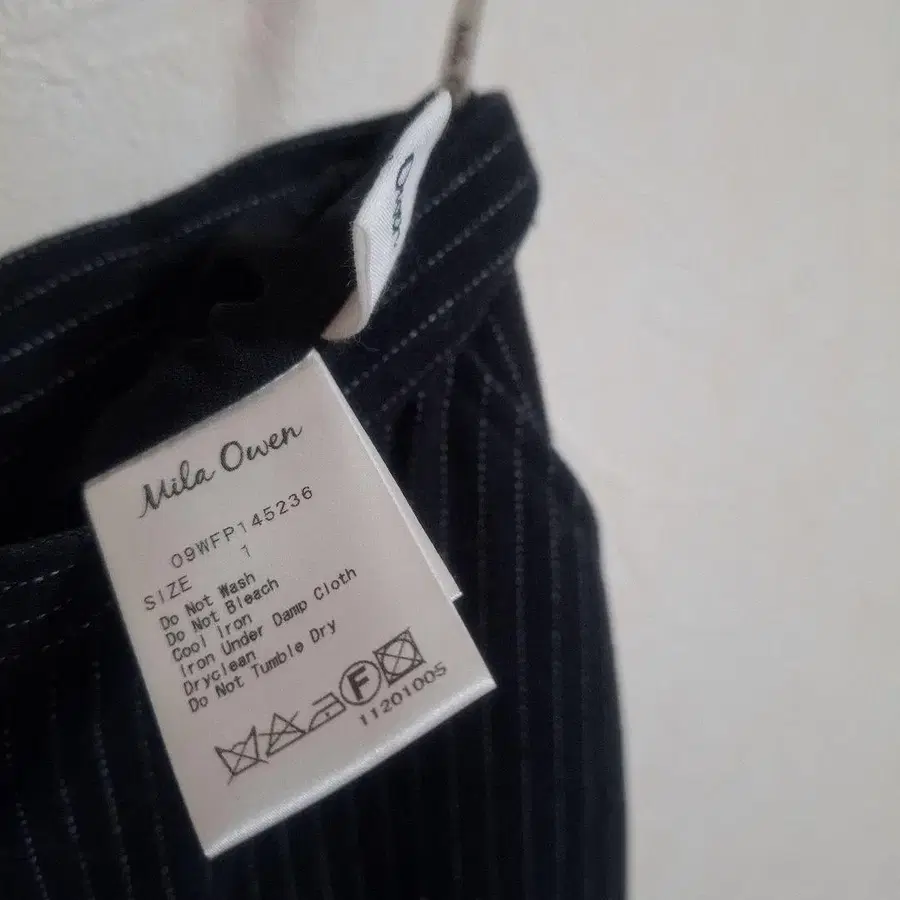 Mila Owen
09WFP145236
SIZE 1
Do Not Wash
Do Not Bleach
Cool Iron
Iron Under Damp Cloth
Dryclean
Do Not Tumble Dry
F
11201005